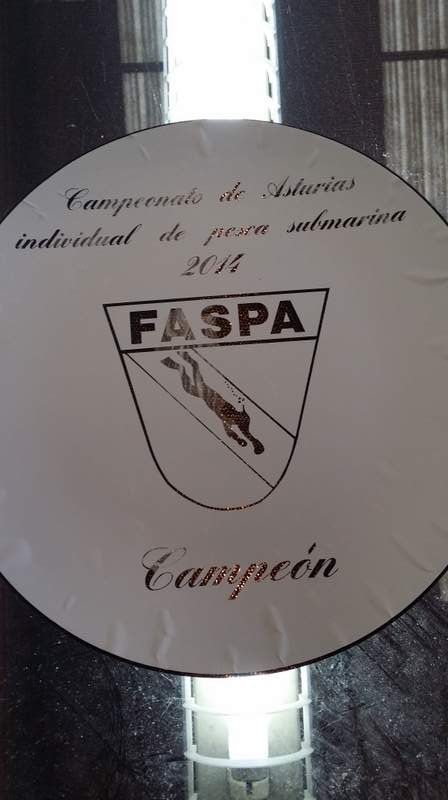 Campeonato de Asturias
individual de pesca submarina
2014
FASPA
Campeón